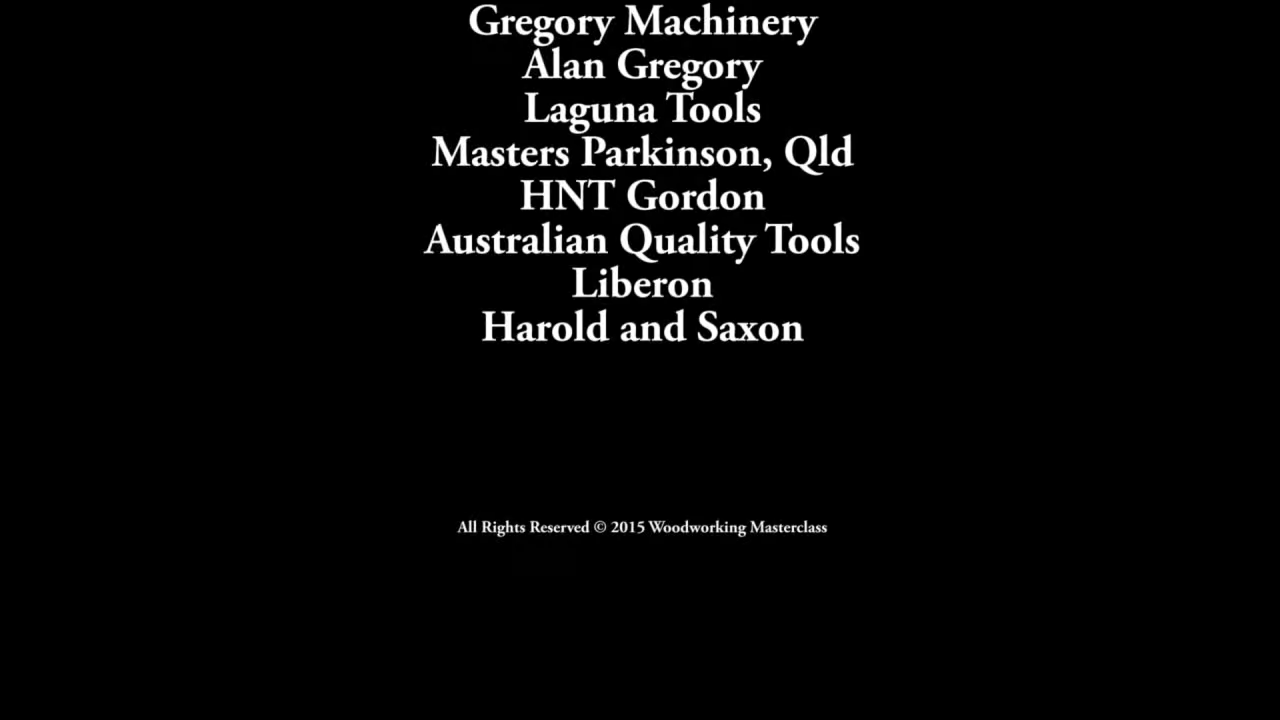 Gregory Machinery
Alan Gregory
Laguna Tools
Masters Parkinson, Qld
HNT Gordon
Australian Quality Tools
Liberon
Harold and Saxon
All Rights Reserved © 2015 Woodworking Masterclass